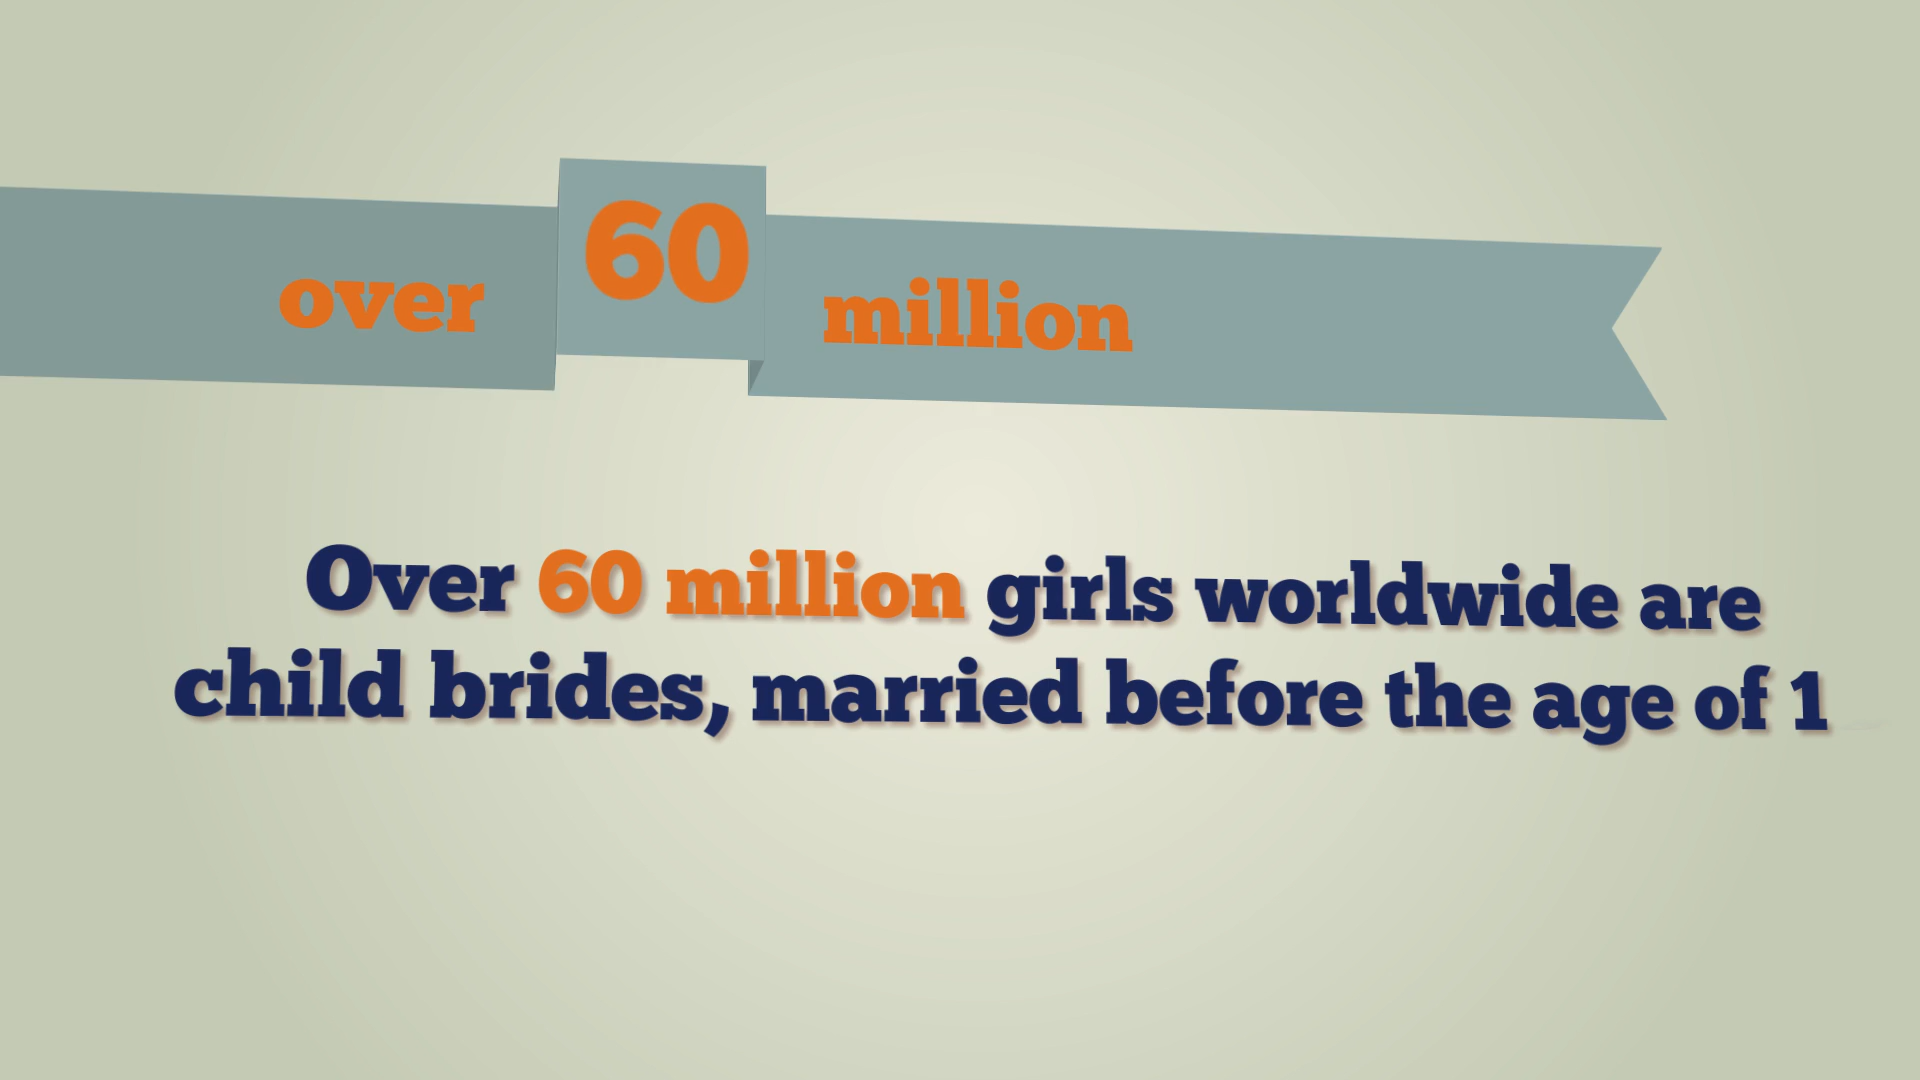 over 60 million
Over 60 million girls worldwide are
child brides, married before the age of 1